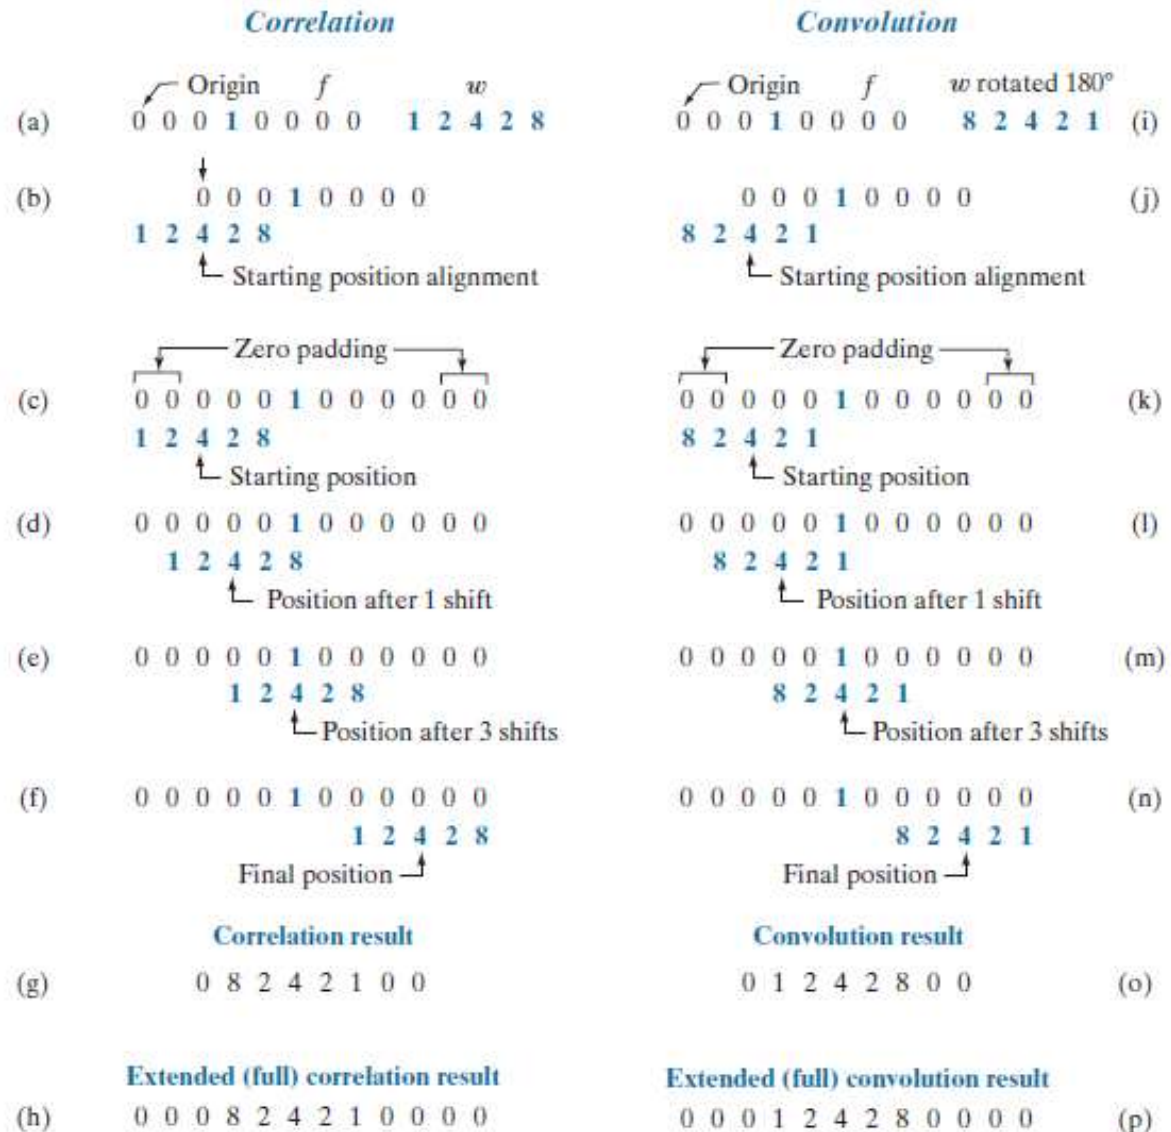 Correlation Convolution
Origin f w Origin f w rotated 180°
(a) 0 0 0 1 0 0 0 0 1 2 4 2 8 0 0 0 1 0 0 0 0 8 2 4 2 1 (i)
(b) 0 0 0 1 0 0 0 0 0 0 0 1 0 0 0 0 (j)
1 2 4 2 8 8 2 4 2 1
Starting position alignment Starting position alignment
Zero padding Zero padding
(c) 0 0 0 0 0 1 0 0 0 0 0 0 0 0 0 0 0 1 0 0 0 0 0 0 (k)
1 2 4 2 8 8 2 4 2 1
Starting position Starting position
(d) 0 0 0 0 0 1 0 0 0 0 0 0 0 0 0 0 0 1 0 0 0 0 0 0 (l)
1 2 4 2 8 8 2 4 2 1
Position after 1 shift Position after 1 shift
(e) 0 0 0 0 0 1 0 0 0 0 0 0 0 0 0 0 0 1 0 0 0 0 0 0 (m)
1 2 4 2 8 8 2 4 2 1
Position after 3 shifts Position after 3 shifts
(f) 0 0 0 0 0 1 0 0 0 0 0 0 0 0 0 0 0 1 0 0 0 0 0 0 (n)
1 2 4 2 8 8 2 4 2 1
Final position Final position
Correlation result Convolution result
(g) 0 8 2 4 2 1 0 0 0 1 2 4 2 8 0 0 (o)
Extended (full) correlation result Extended (full) convolution result
(h) 0 0 0 8 2 4 2 1 0 0 0 0 0 0 0 1 2 4 2 8 0 0 0 0 (p)